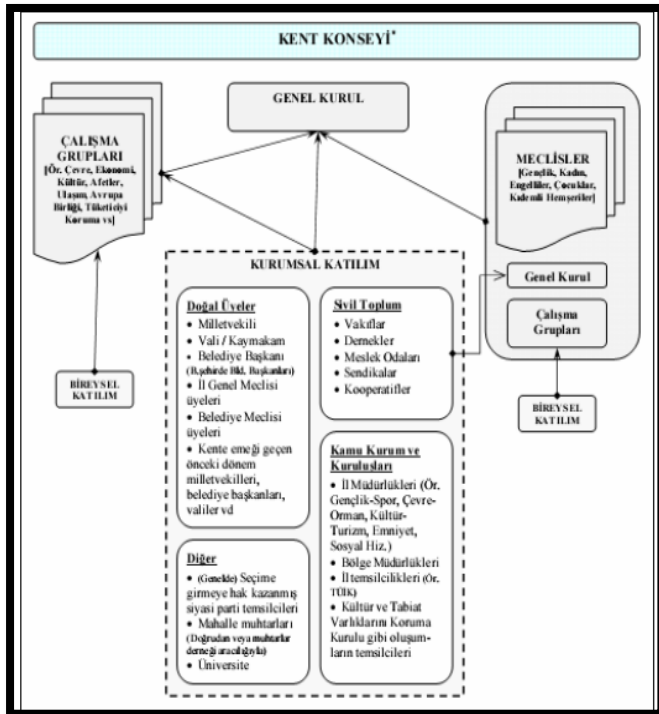 KENT KONSEYİ*
GENEL KURUL
ÇALIŞMA
GRUPLARI
[Ör. Çevre, Ekonomi,
Kültür, Afetler,
Ulaşım, Avrupa
Birliği, Tüketiciyi
Koruma vs]
MECLİSLER
[Gençlik, Kadın,
Engelliler, Çocuklar,
Kıdemli Hemşeriler]
Genel Kurul
Çalışma
Grupları
BİREYSEL
KATILIM
BİREYSEL
KATILIM
KURUMSAL KATILIM
Doğal Üyeler
• Milletvekili
• Vali / Kaymakam
• Belediye Başkanı
(B.şehirde Bld. Başkanları)
• İl Genel Meclisi
üyeleri
• Belediye Meclisi
üyeleri
• Kente emeği geçen
önceki dönem
milletvekilleri,
belediye başkanları,
valiler vd
Sivil Toplum
• Vakıflar
• Dernekler
• Meslek Odaları
• Sendikalar
• Kooperatifler
Diğer
• (Genelde) Seçime
girmeye hak kazanmış
siyasi parti temsilcileri
• Mahalle muhtarları
(Doğrudan veya muhtarlar
derneği aracılığıyla)
• Üniversite
Kamu Kurum ve
Kuruluşları
• İl Müdürlükleri (Ör.
Gençlik-Spor, Çevre-
Orman, Kültür-
Turizm, Emniyet,
Sosyal Hiz.)
• Bölge Müdürlükleri
• İl temsilcilikleri (Ör.
TÜİK)
• Kültür ve Tabiat
Varlıklarını Koruma
Kurulu gibi oluşum-
ların temsilcileri